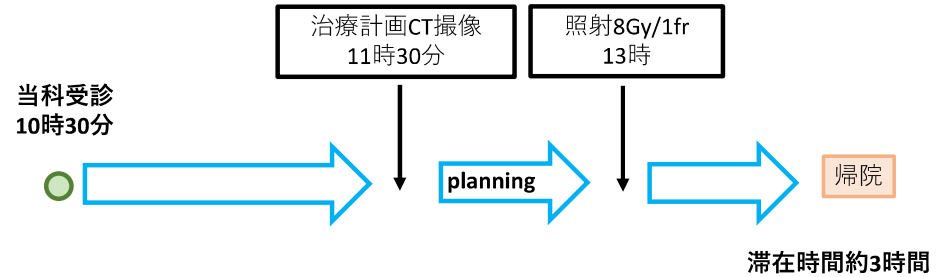 治療計画CT撮像
11時30分
照射8Gy/1fr
13時
当科受診
10時30分
planning
帰院
滞在時間約3時間